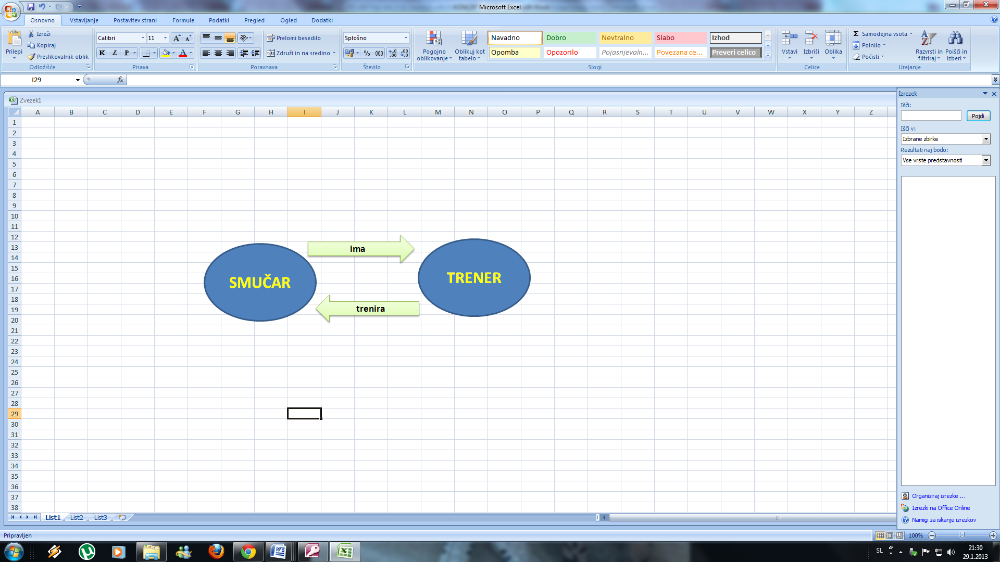 Microsoft Excel
Osnovno Vstavljanje Postavitev strani Formule Podatki Pregled Ogled Dodatki
Prilepi
Izreži
Kopiraj
Preslikovalnik oblik
Odložišče
Calibri 11
K L P A
Pisava
Prelomi besedilo
Združi in na sredino
Poravnava
Splošno
% 000
Število
Pogojno oblikovanje
Oblikuj kot tabelo
Navadno Dobro Nevtralno Slabo Izhod
Opomba Opozorilo Pojasnjevaln... Povezana ce... Preveri celico
Slogi
Vstavi Izbriši Oblika
Celice
Σ Samodejna vsota
Polnilo
Počisti
Razvrsti in filtriraj
Poišči in izberi
Urejanje
I29
fx
Zvezek1
A B C D E F G H I J K L M N O P Q R S T U V W X Y Z
1
2
3
4
5
6
7
8
9
10
11
12
13
14
15
16
17
18
19
20
21
22
23
24
25
26
27
28
29
30
31
32
33
34
35
36
37
38
ima
SMUČAR
TRENER
trenira
Izrezek
Išči:
Pojdi
Išči v:
Izbrane zbirke
Rezultati naj bodo:
Vse vrste predstavnosti
Organiziraj izrezke ...
Izrezki na Office Online
Namigi za iskanje izrezkov
List1 List2 List3
Pripravljen
100%
SL
21:30
29.1.2013